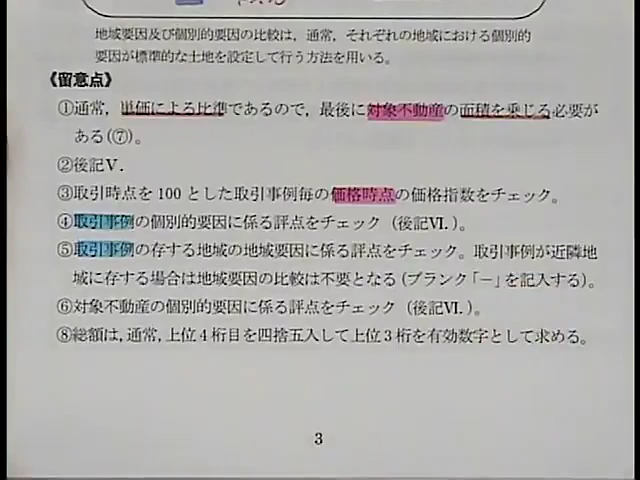 地域要因及び個別的要因の比較は，通常，それぞれの地域における個別的
要因が標準的な土地を設定して行う方法を用いる。
《留意点》
①通常，単価による比準であるので，最後に対象不動産の面積を乗じる必要が
ある(⑦)。
②後記Ⅴ．
③取引時点を100とした取引事例毎の価格時点の価格指数をチェック。
④取引事例の個別的要因に係る評点をチェック（後記Ⅵ.）。
⑤取引事例の存する地域の地域要因に係る評点をチェック。取引事例が近隣地
域に存する場合は地域要因の比較は不要となる(ブランク「－」を記入する)。
⑥対象不動産の個別的要因に係る評点をチェック（後記Ⅵ.）。
⑧総額は,通常,上位4桁目を四捨五入して上位3桁を有効数字として求める。
3